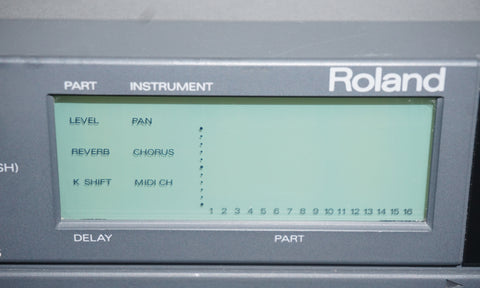 Roland
PART INSTRUMENT
LEVEL PAN
REVERB CHORUS
SH)
K SHIFT MIDI CH
1 2 3 4 5 6 7 8 9 10 11 12 13 14 15 16
DELAY PART